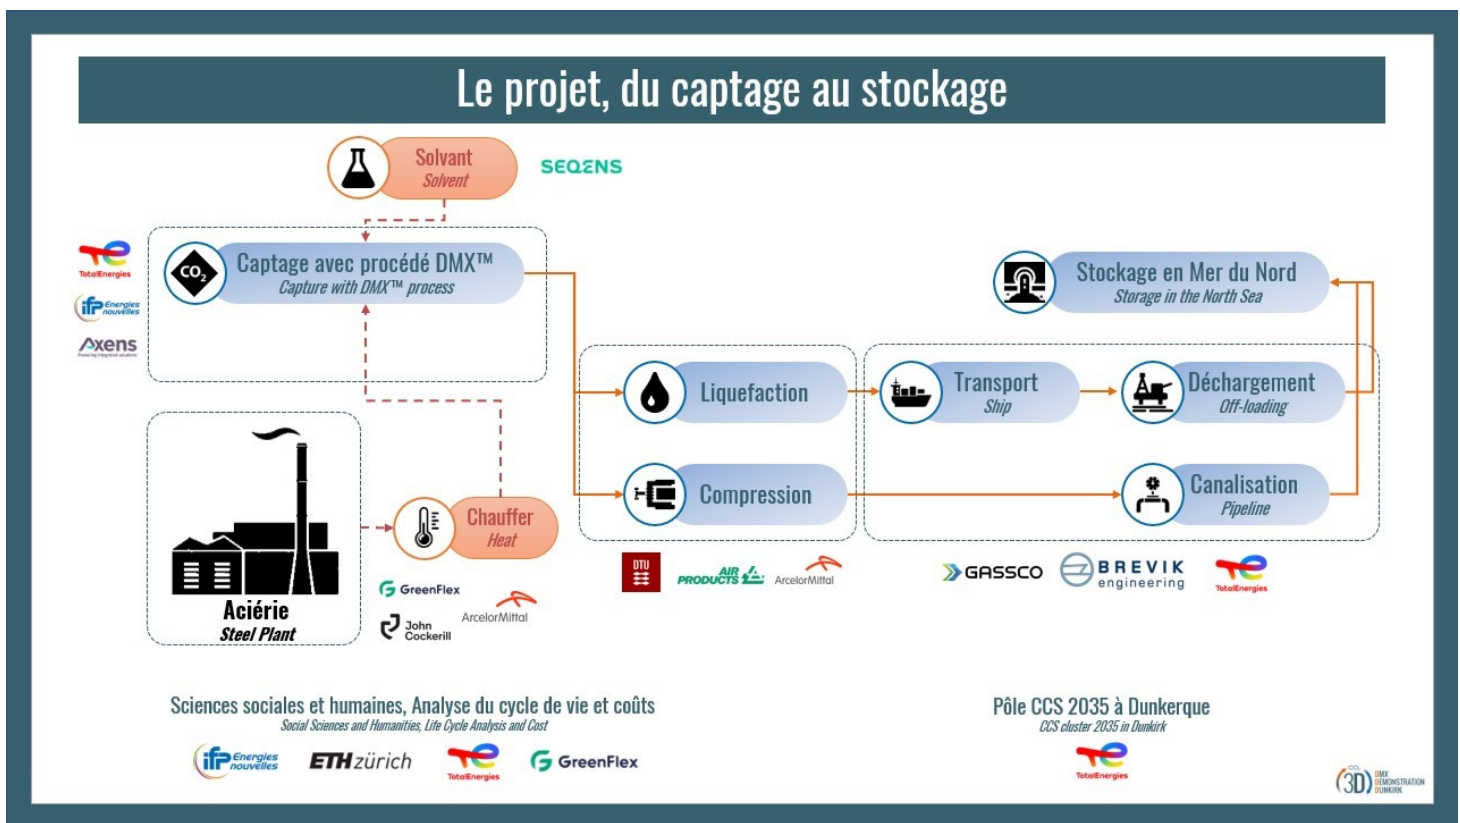 Le projet, du captage au stockage
Solvant
Solvent
SEQENS
TotalEnergies
ifp Energies
nouvelles
Axens
Powering integrated solutions
CO2
Captage avec procédé DMX™
Capture with DMX™ process
Stockage en Mer du Nord
Storage in the North Sea
Liquefaction
Transport
Ship
Déchargement
Off-loading
Compression
Canalisation
Pipeline
Aciérie
Steel Plant
Chauffer
Heat
GreenFlex
John
Cockerill
ArcelorMittal
DTU
AIR
PRODUCTS
ArcelorMittal
GASSCO
BREVIK
engineering
TotalEnergies
Sciences sociales et humaines, Analyse du cycle de vie et coûts
Social Sciences and Humanities, Life Cycle Analysis and Cost
ifp Energies
nouvelles
ETH zürich
TotalEnergies
GreenFlex
Pôle CCS 2035 à Dunkerque
CCS cluster 2035 in Dunkirk
TotalEnergies
CO2
3D
DMX
DEMONSTRATION
DUNKIRK